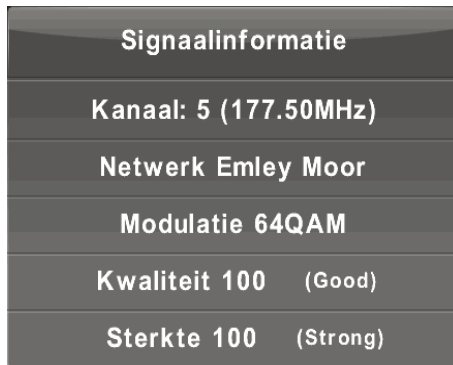 Signaalinformatie
Kanaal: 5 (177.50MHz)
Netwerk Emley Moor
Modulatie 64QAM
Kwaliteit 100 (Good)
Sterkte 100 (Strong)